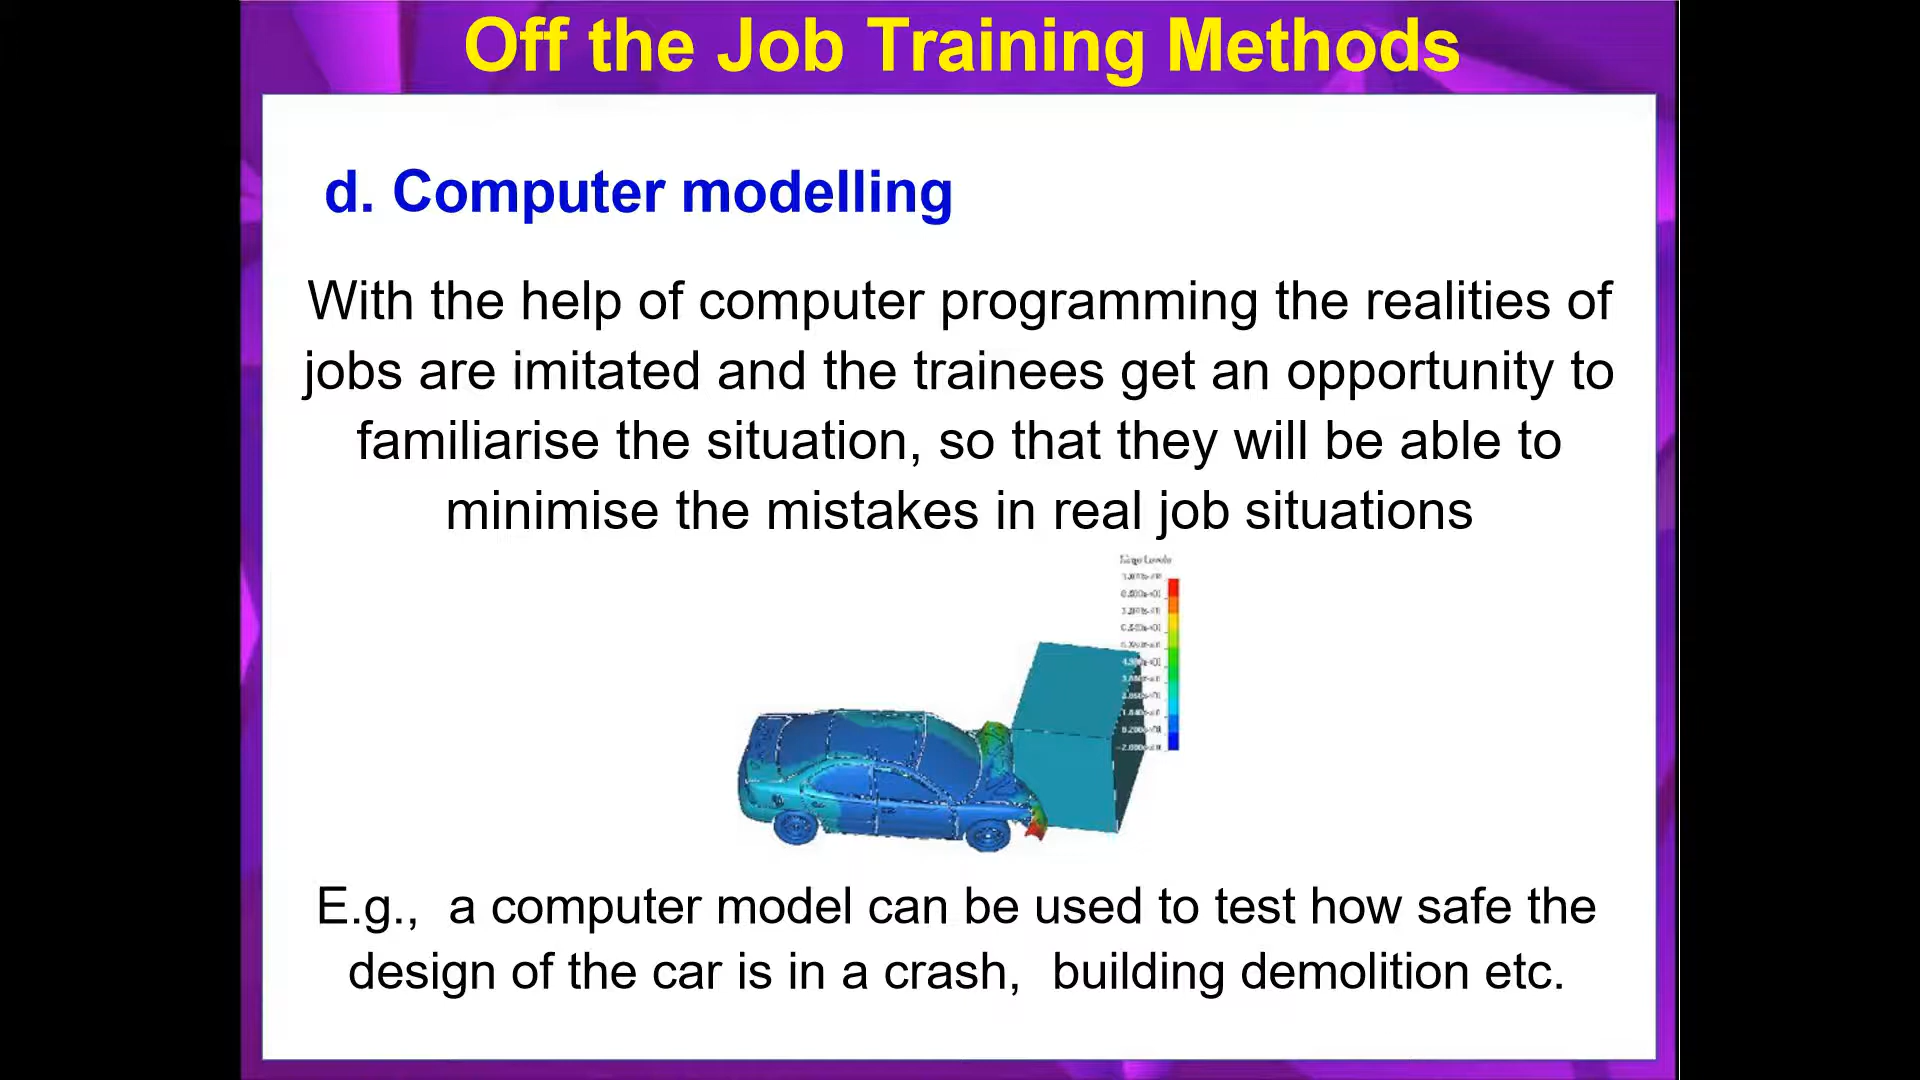 Off the Job Training Methods
d. Computer modelling
With the help of computer programming the realities of
jobs are imitated and the trainees get an opportunity to
familiarise the situation, so that they will be able to
minimise the mistakes in real job situations
E.g., a computer model can be used to test how safe the
design of the car is in a crash, building demolition etc.